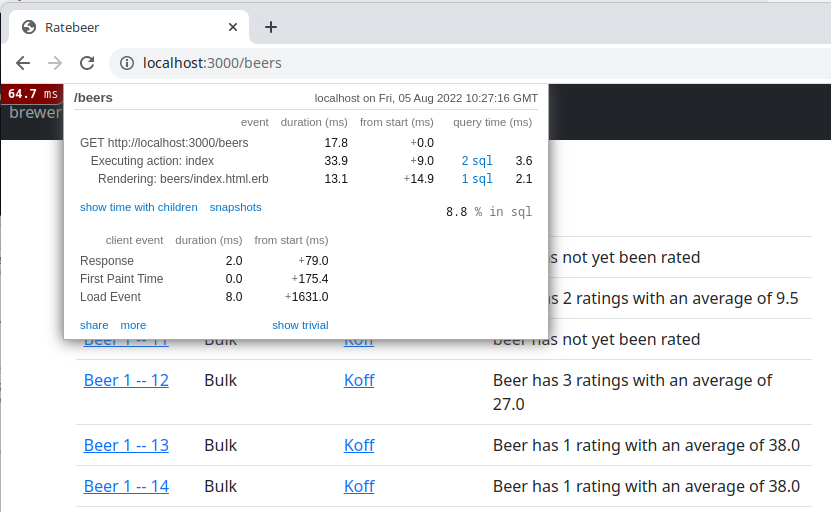 Ratebeer
localhost:3000/beers
64.7 ms
brewer
/beers localhost on Fri, 05 Aug 2022 10:27:16 GMT
event duration (ms) from start (ms) query time (ms)
GET http://localhost:3000/beers 17.8 +0.0
Executing action: index 33.9 +9.0 2 sql 3.6
Rendering: beers/index.html.erb 13.1 +14.9 1 sql 2.1
show time with children snapshots
8.8 % in sql
client event duration (ms) from start (ms)
Response 2.0 +79.0
First Paint Time 0.0 +175.4
Load Event 8.0 +1631.0
share more show trivial
s not yet been rated
s 2 ratings with an average of 9.5
Beer 1 -- 11 Bulk Koff beer has not yet been rated
Beer 1 -- 12 Bulk Koff Beer has 3 ratings with an average of
27.0
Beer 1 -- 13 Bulk Koff Beer has 1 rating with an average of 38.0
Beer 1 -- 14 Bulk Koff Beer has 1 rating with an average of 38.0